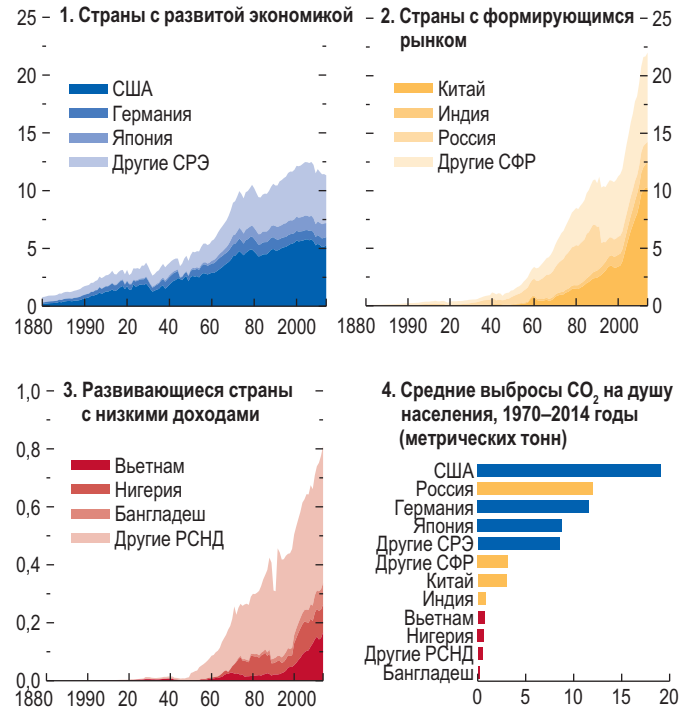 1. Страны с развитой экономикой
25
20
15
10
5
0
США
Германия
Япония
Другие СРЭ
1880 1990 20 40 60 80 2000
2. Страны с формирующимся
рынком
25
20
15
10
5
0
Китай
Индия
Россия
Другие СФР
1880 1990 20 40 60 80 2000
3. Развивающиеся страны
с низкими доходами
1,0
0,8
0,6
0,4
0,2
0,0
Вьетнам
Нигерия
Бангладеш
Другие РСНД
1880 1990 20 40 60 80 2000
4. Средние выбросы CO2 на душу
населения, 1970–2014 годы
(метрических тонн)
США
Россия
Германия
Япония
Другие СРЭ
Другие СФР
Китай
Индия
Вьетнам
Нигерия
Другие РСНД
Бангладеш
0 5 10 15 20